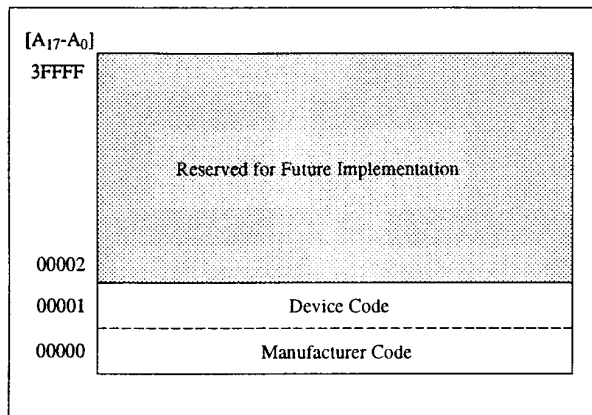 [A17-A0]
3FFFF
Reserved for Future Implementation
00002
00001
Device Code
00000
Manufacturer Code